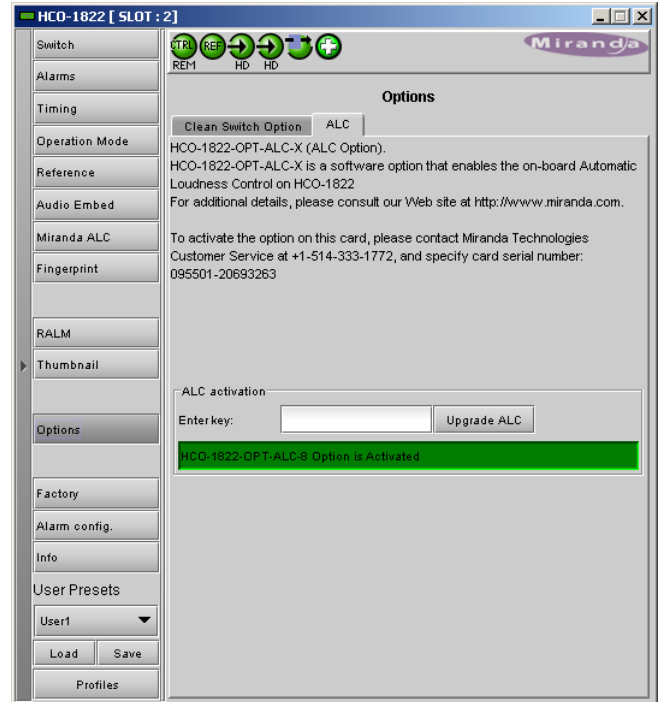 HCO-1822 [ SLOT : 2]
Switch
Alarms
Timing
Operation Mode
Reference
Audio Embed
Miranda ALC
Fingerprint
RALM
Thumbnail
Options
Factory
Alarm config.
Info
User Presets
User1
Load Save
Profiles
CTRL REF
REM HD HD
Miranda
Options
Clean Switch Option ALC
HCO-1822-OPT-ALC-X (ALC Option).
HCO-1822-OPT-ALC-X is a software option that enables the on-board Automatic
Loudness Control on HCO-1822
For additional details, please consult our Web site at http://www.miranda.com.
To activate the option on this card, please contact Miranda Technologies
Customer Service at +1-514-333-1772, and specify card serial number:
095501-20693263
ALC activation
Enter key: Upgrade ALC
HCO-1822-OPT-ALC-8 Option is Activated